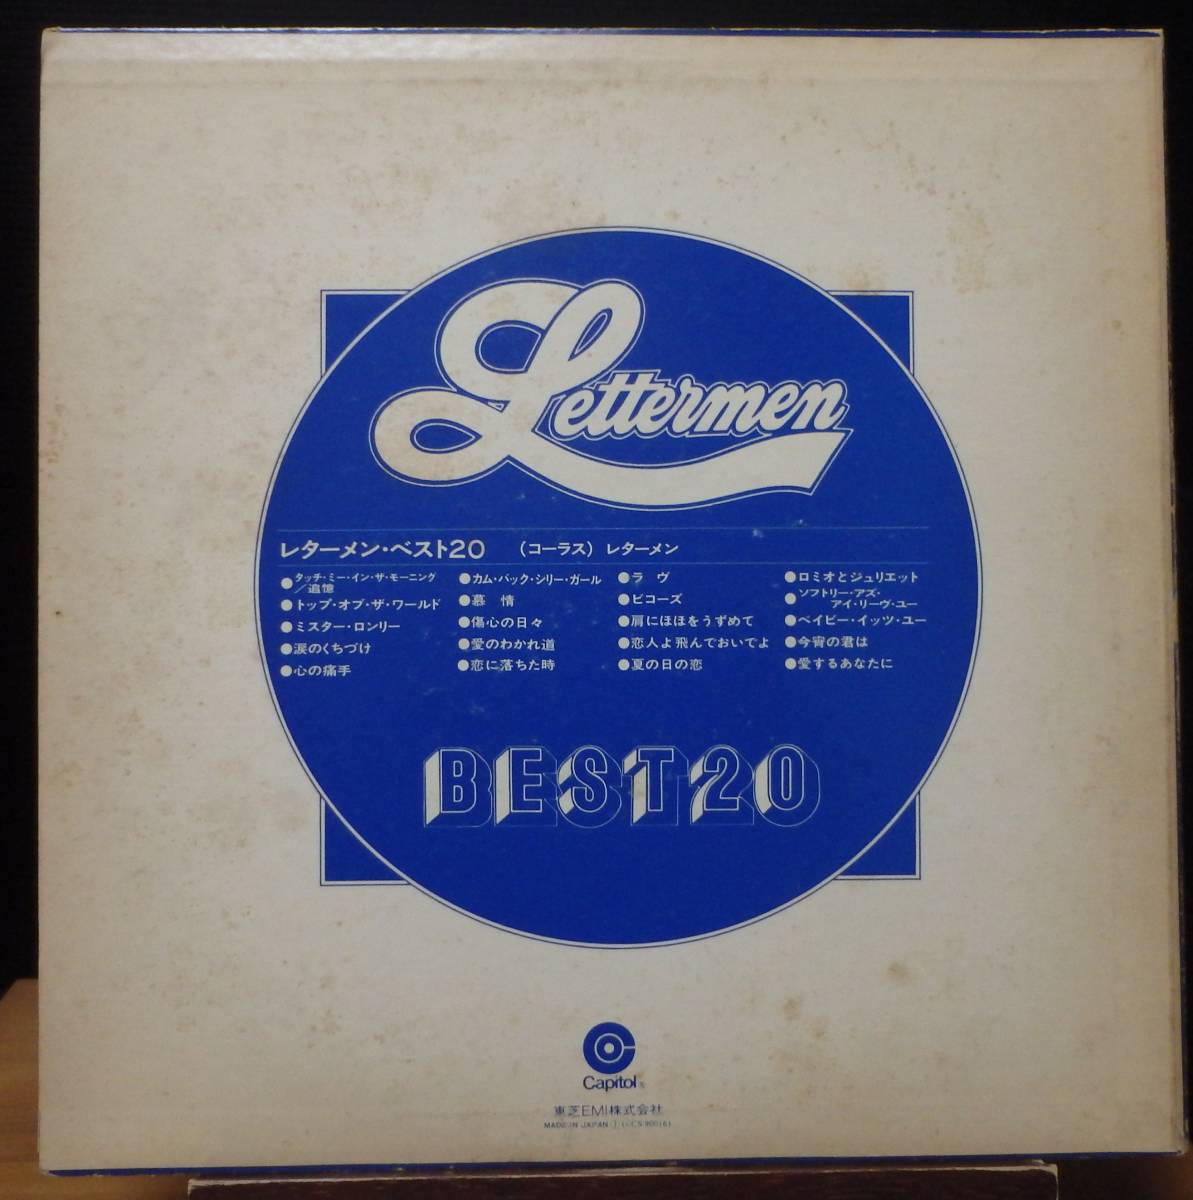 Lettermen
レターメン・ベスト20 （コーラス） レターメン
●タッチ・ミー・イン・ザ・モーニング
／追憶
●トップ・オブ・ザ・ワールド
●ミスター・ロンリー
●涙のくちづけ
●心の痛手
●カム・バック・シリー・ガール
●慕 情
●傷心の日々
●愛のわかれ道
●恋に落ちた時
●ラ ヴ
●ビコーズ
●肩にほほをうずめて
●恋人よ飛んでおいでよ
●夏の日の恋
●ロミオとジュリエット
●ソフトリー・アズ・
アイ・リーヴ・ユー
●ベイビー・イッツ・ユー
●今宵の君は
●愛するあなたに
BEST20
Capitol
東芝EMI株式会社
MADE IN JAPAN